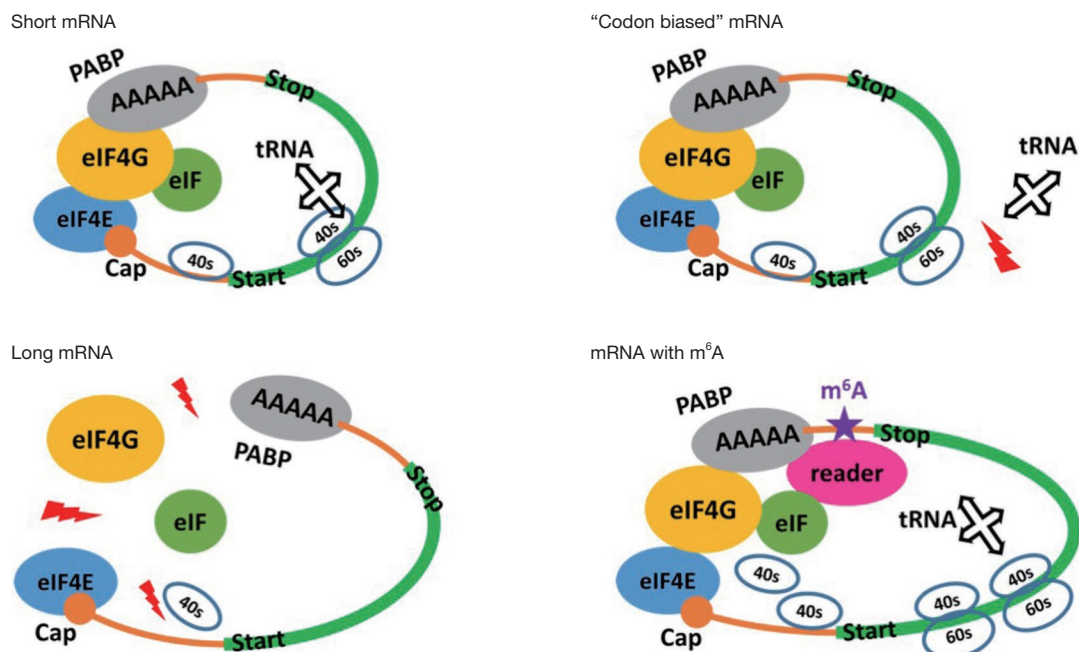 Short mRNA
PABP
AAAAA
Stop
eIF4G
tRNA
eIF
eIF4E
40s
Cap
40s
60s
Start
“Codon biased” mRNA
PABP
AAAAA
Stop
eIF4G
tRNA
eIF
eIF4E
40s
Cap
40s
60s
Start
Long mRNA
AAAAA
eIF4G
PABP
Stop
eIF
eIF4E
40s
Cap
Start
mRNA with m⁶A
PABP
m⁶A
AAAAA
Stop
reader
eIF4G
eIF
tRNA
eIF4E
40s
40s
40s
40s
60s
60s
Cap
Start